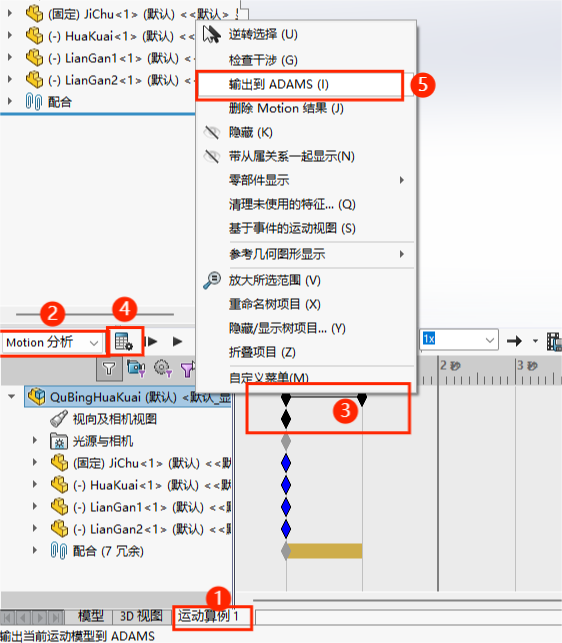 (固定) JiChu<1> (默认) <<默认> 显
(-) HuaKuai<1> (默认) <<
(-) LianGan1<1> (默认) <
(-) LianGan2<1> (默认) <
配合
逆转选择 (U)
检查干涉 (G)
输出到 ADAMS (I)
5
删除 Motion 结果 (J)
隐藏 (K)
带从属关系一起显示(N)
零部件显示
清理未使用的特征... (Q)
基于事件的运动视图 (S)
参考几何图形显示
放大所选范围 (V)
重命名树项目 (X)
隐藏/显示树项目... (Y)
折叠项目 (Z)
自定义菜单(M)
2
4
Motion 分析
1x
2 秒
3 秒
QuBingHuaKuai (默认) <默认_显
3
视向及相机视图
光源与相机
(固定) JiChu<1> (默认) <<
(-) HuaKuai<1> (默认) <<
(-) LianGan1<1> (默认) <
(-) LianGan2<1> (默认) <
配合 (7 冗余)
1
模型
3D 视图
运动算例 1
输出当前运动模型到 ADAMS